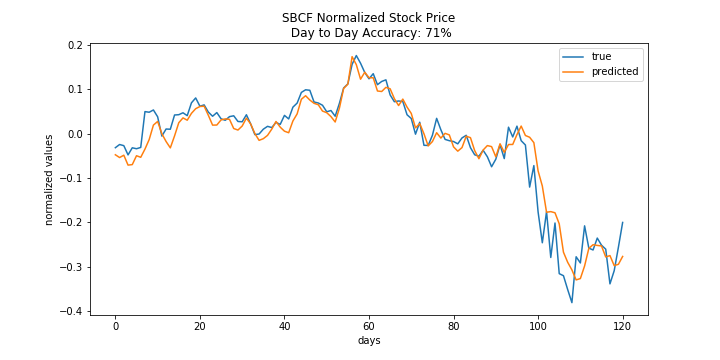 SBCF Normalized Stock Price
Day to Day Accuracy: 71%
true
predicted
normalized values
0.2
0.1
0.0
−0.1
−0.2
−0.3
−0.4
0 20 40 60 80 100 120
days